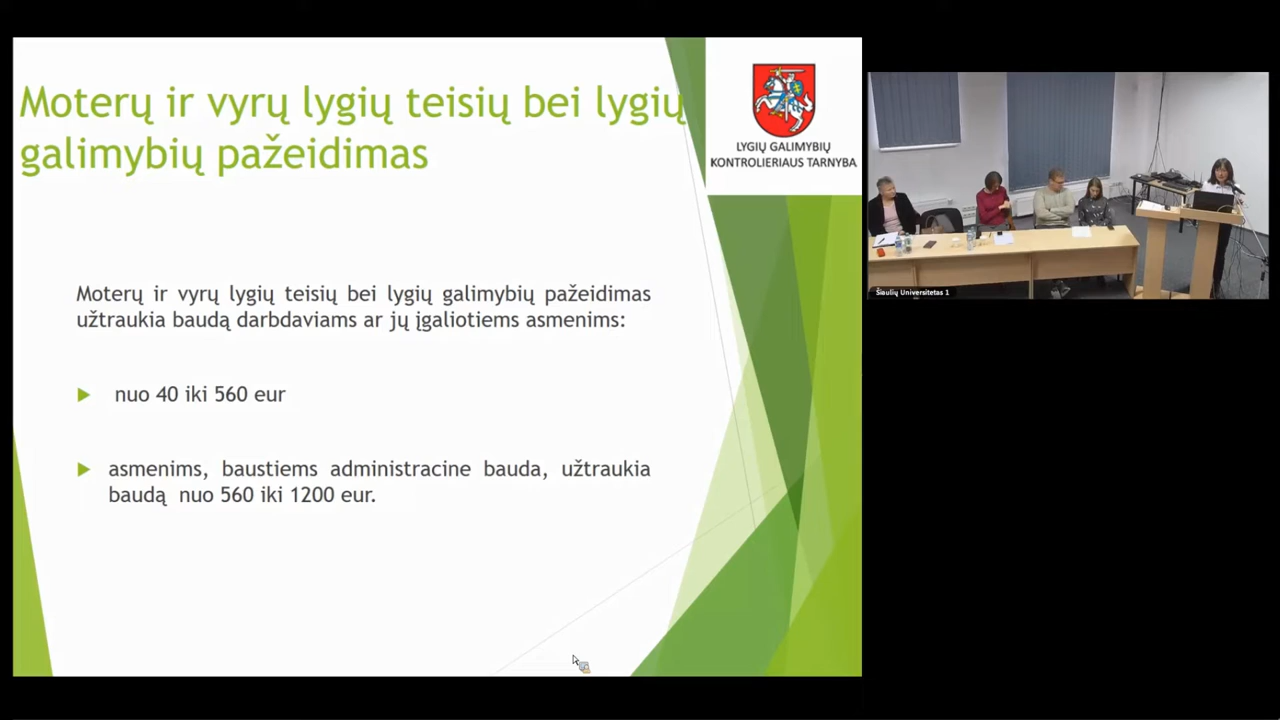 Moterų ir vyrų lygių teisių bei lygių
galimybių pažeidimas
LYGIŲ GALIMYBIŲ
KONTROLIERIAUS TARNYBA
Moterų ir vyrų lygių teisių bei lygių galimybių pažeidimas
užtraukia baudą darbdaviams ar jų įgaliotiems asmenims:
nuo 40 iki 560 eur
asmenims, baustiems administracine bauda, užtraukia
baudą nuo 560 iki 1200 eur.
Šiaulių Universitetas 1